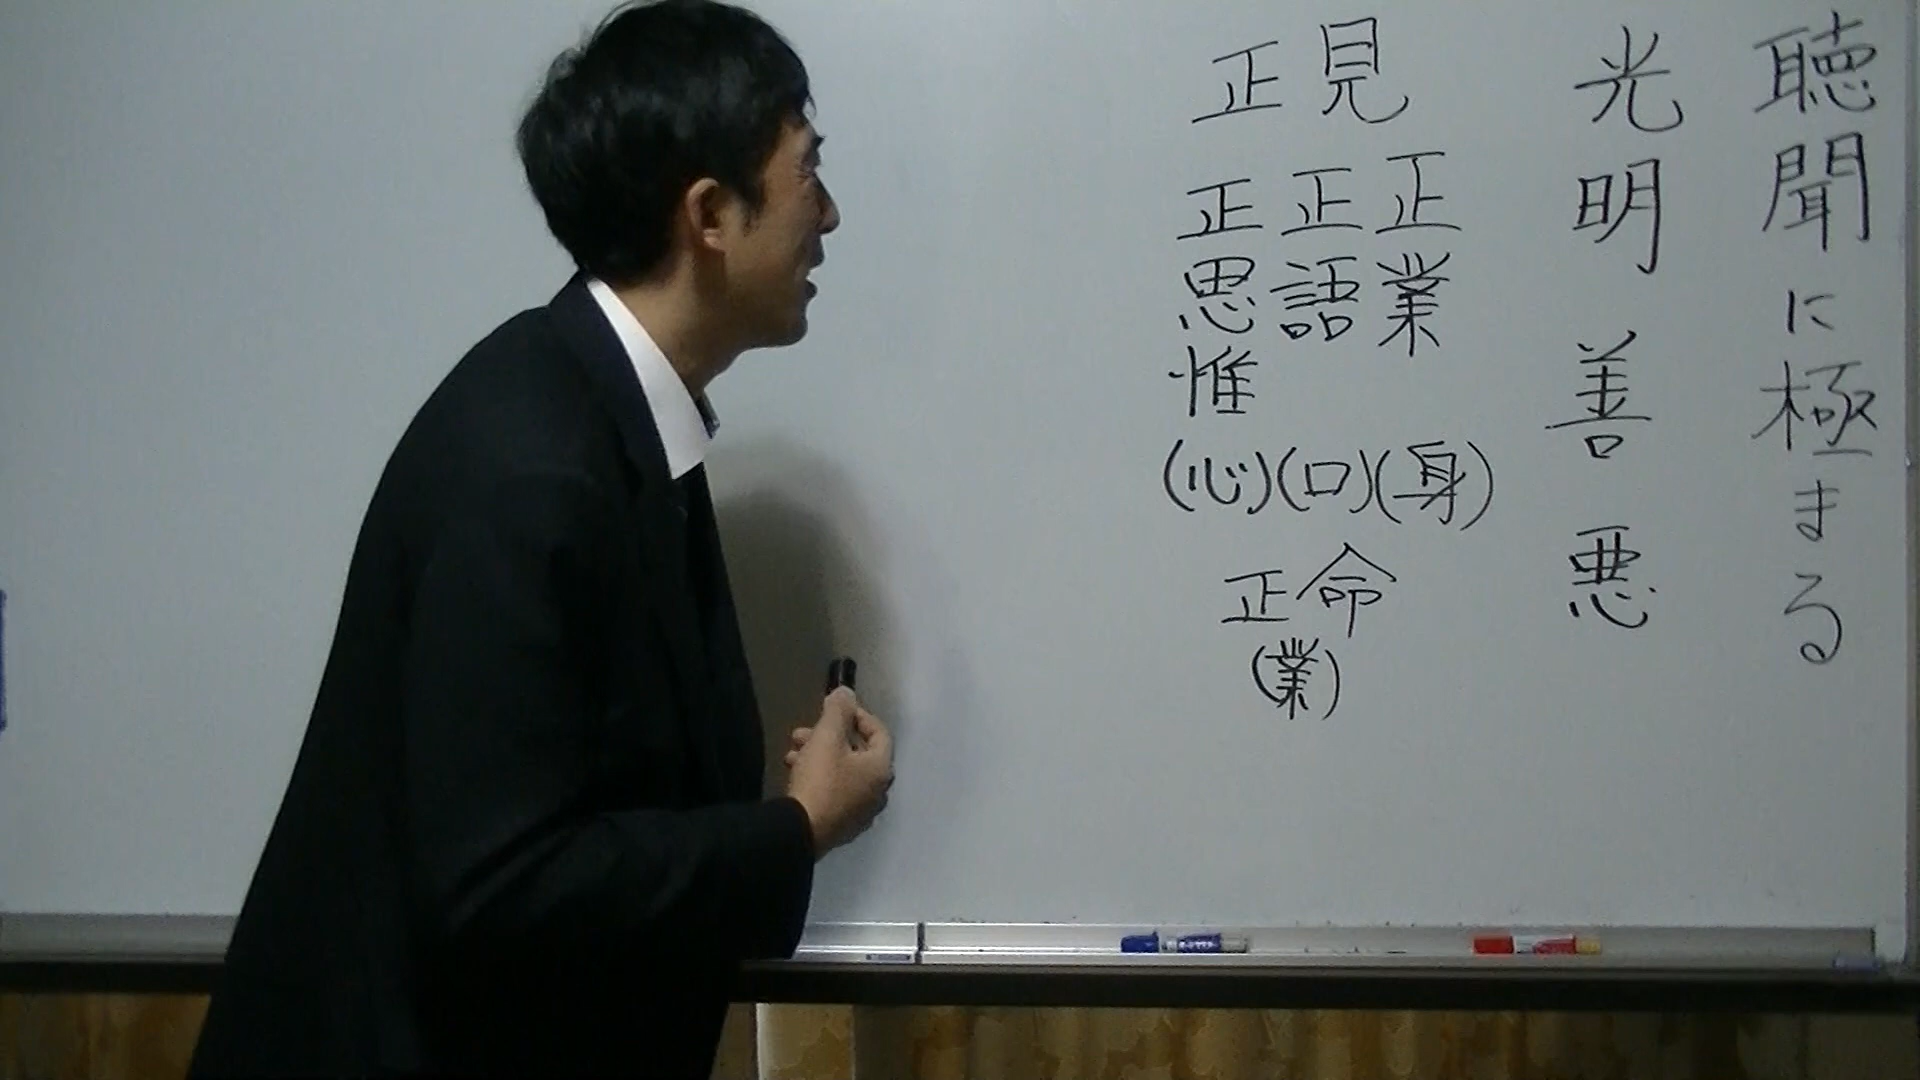 聴聞に極まる
光明 善 悪
正見
正思惟 正語 正業
(心)(口)(身)
正命
(業)